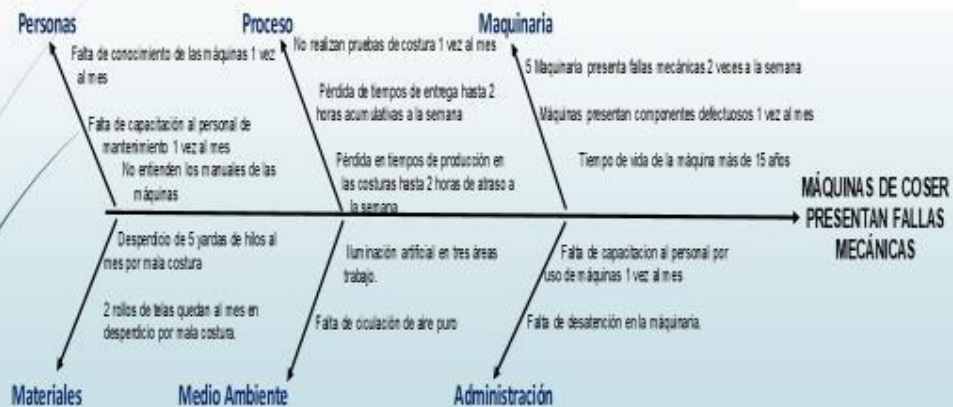 Personas
Proceso
Maquinaria
Falta de conocimiento de las máquinas 1 vez
al mes
Falta de capacitación al personal de
mantenimiento 1 vez al mes
No entienden los manuales de las
máquinas
No realizan pruebas de costura 1 vez al mes
Pérdida de tiempos de entrega hasta 2
horas acumulativas a la semana
Pérdida en tiempos de producción en
las costuras hasta 2 horas de atraso a
la semana
5 Maquinaria presenta fallas mecánicas 2 veces a la semana
Máquinas presentan componentes defectuosos 1 vez al mes
Tiempo de vida de la máquina más de 15 años
MÁQUINAS DE COSER
PRESENTAN FALLAS
MECÁNICAS
Desperdicio de 5 yardas de hilos al
mes por mala costura
2 rollos de telas quedan al mes en
desperdicio por mala costura.
Iluminación artificial en tres áreas
trabajo.
Falta de ciculación de aire puro
Falta de capacitacion al personal por
uso de máquinas 1 vez al mes
Falta de desatención en la máquinaria.
Materiales
Medio Ambiente
Administración